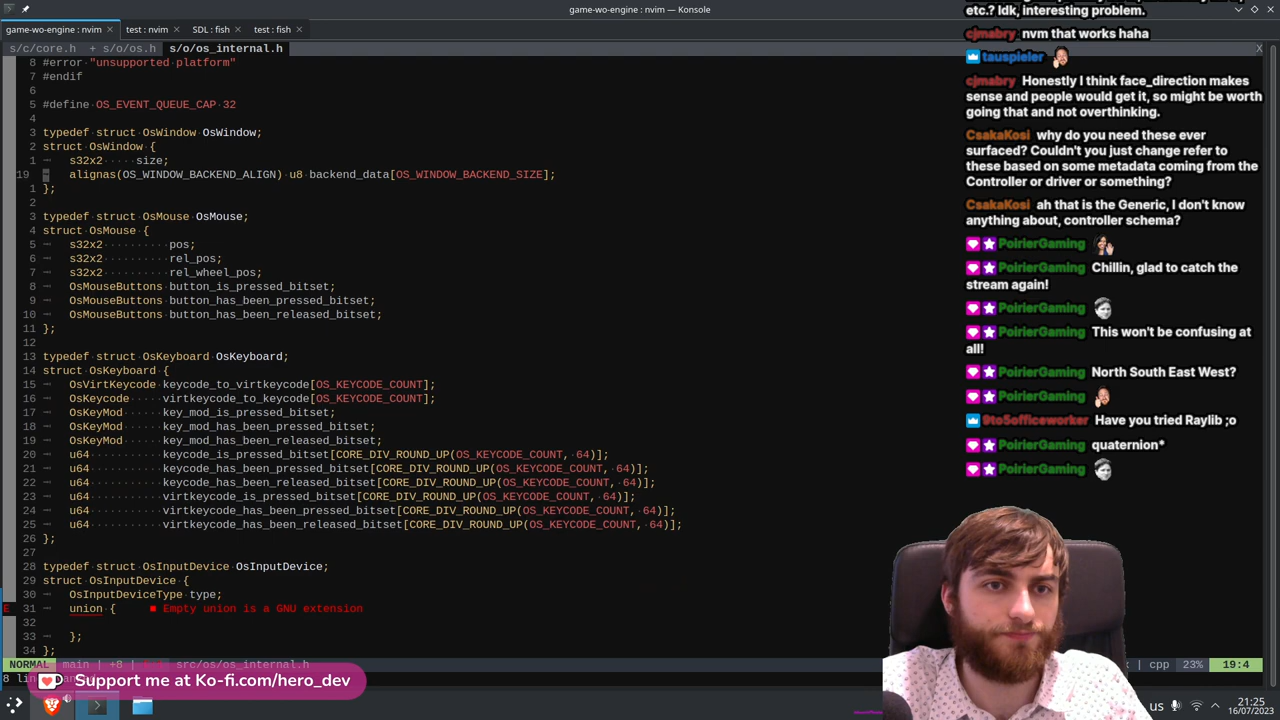 game-wo-engine : nvim — Konsole
game-wo-engine : nvim × test : nvim × SDL : fish × test : fish ×
s/c/core.h + s/o/os.h s/o/os_internal.h X
8 #error "unsupported platform"
7 #endif
6
5 #define OS_EVENT_QUEUE_CAP 32
4
3 typedef struct OsWindow OsWindow;
2 struct OsWindow {
1 s32x2 size;
19 alignas(OS_WINDOW_BACKEND_ALIGN) u8 backend_data[OS_WINDOW_BACKEND_SIZE];
1 };
2
3 typedef struct OsMouse OsMouse;
4 struct OsMouse {
5 s32x2 pos;
6 s32x2 rel_pos;
7 s32x2 rel_wheel_pos;
8 OsMouseButtons button_is_pressed_bitset;
9 OsMouseButtons button_has_been_pressed_bitset;
10 OsMouseButtons button_has_been_released_bitset;
11 };
12
13 typedef struct OsKeyboard OsKeyboard;
14 struct OsKeyboard {
15 OsVirtKeycode keycode_to_virtkeycode[OS_KEYCODE_COUNT];
16 OsKeycode virtkeycode_to_keycode[OS_KEYCODE_COUNT];
17 OsKeyMod key_mod_is_pressed_bitset;
18 OsKeyMod key_mod_has_been_pressed_bitset;
19 OsKeyMod key_mod_has_been_released_bitset;
20 u64 keycode_is_pressed_bitset[CORE_DIV_ROUND_UP(OS_KEYCODE_COUNT, 64)];
21 u64 keycode_has_been_pressed_bitset[CORE_DIV_ROUND_UP(OS_KEYCODE_COUNT, 64)];
22 u64 keycode_has_been_released_bitset[CORE_DIV_ROUND_UP(OS_KEYCODE_COUNT, 64)];
23 u64 virtkeycode_is_pressed_bitset[CORE_DIV_ROUND_UP(OS_KEYCODE_COUNT, 64)];
24 u64 virtkeycode_has_been_pressed_bitset[CORE_DIV_ROUND_UP(OS_KEYCODE_COUNT, 64)];
25 u64 virtkeycode_has_been_released_bitset[CORE_DIV_ROUND_UP(OS_KEYCODE_COUNT, 64)];
26 };
27
28 typedef struct OsInputDevice OsInputDevice;
29 struct OsInputDevice {
30 OsInputDeviceType type;
E 31 union { ■ Empty union is a GNU extension
32
33 };
34 };
NORMAL main | +8 | src/os/os_internal.h | cpp | 23% 19:4
8 lin
Support me at Ko-fi.com/hero_dev
etc.? Idk, interesting problem.
cjmabry nvm that works haha
tauspieler
cjmabry Honestly I think face_direction makes
sense and people would get it, so might be worth
going that and not overthinking.
CsakaKosi why do you need these ever
surfaced? Couldn't you just change refer to
these based on some metadata coming from the
Controller or driver or something?
CsakaKosi ah that is the Generic, I don't know
anything about, controller schema?
PoirierGaming
PoirierGaming Chillin, glad to catch the
stream again!
PoirierGaming
PoirierGaming This won't be confusing at
all!
PoirierGaming North South East West?
PoirierGaming
9to5officeworker Have you tried Raylib ;o
PoirierGaming quaternion*
PoirierGaming
us
21:25
16/07/2023